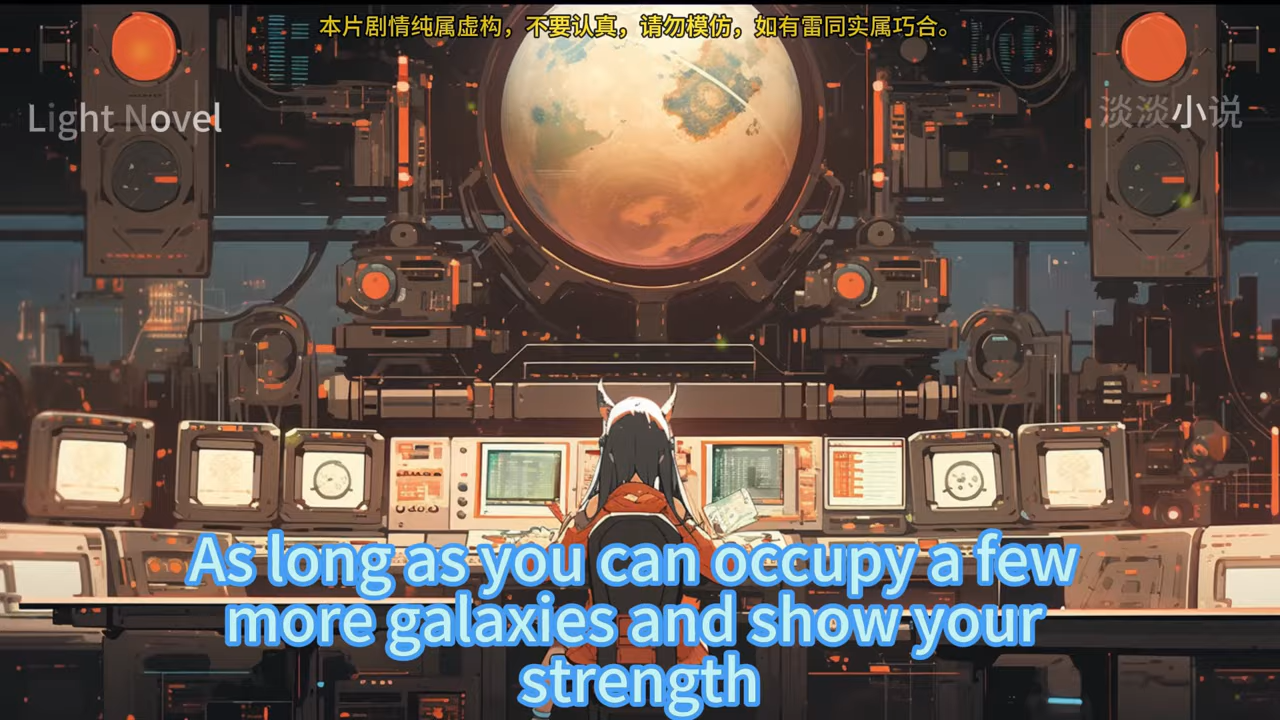 本片剧情纯属虚构，不要认真，请勿模仿，如有雷同实属巧合。
Light Novel
淡淡小说
As long as you can occupy a few
more galaxies and show your
strength